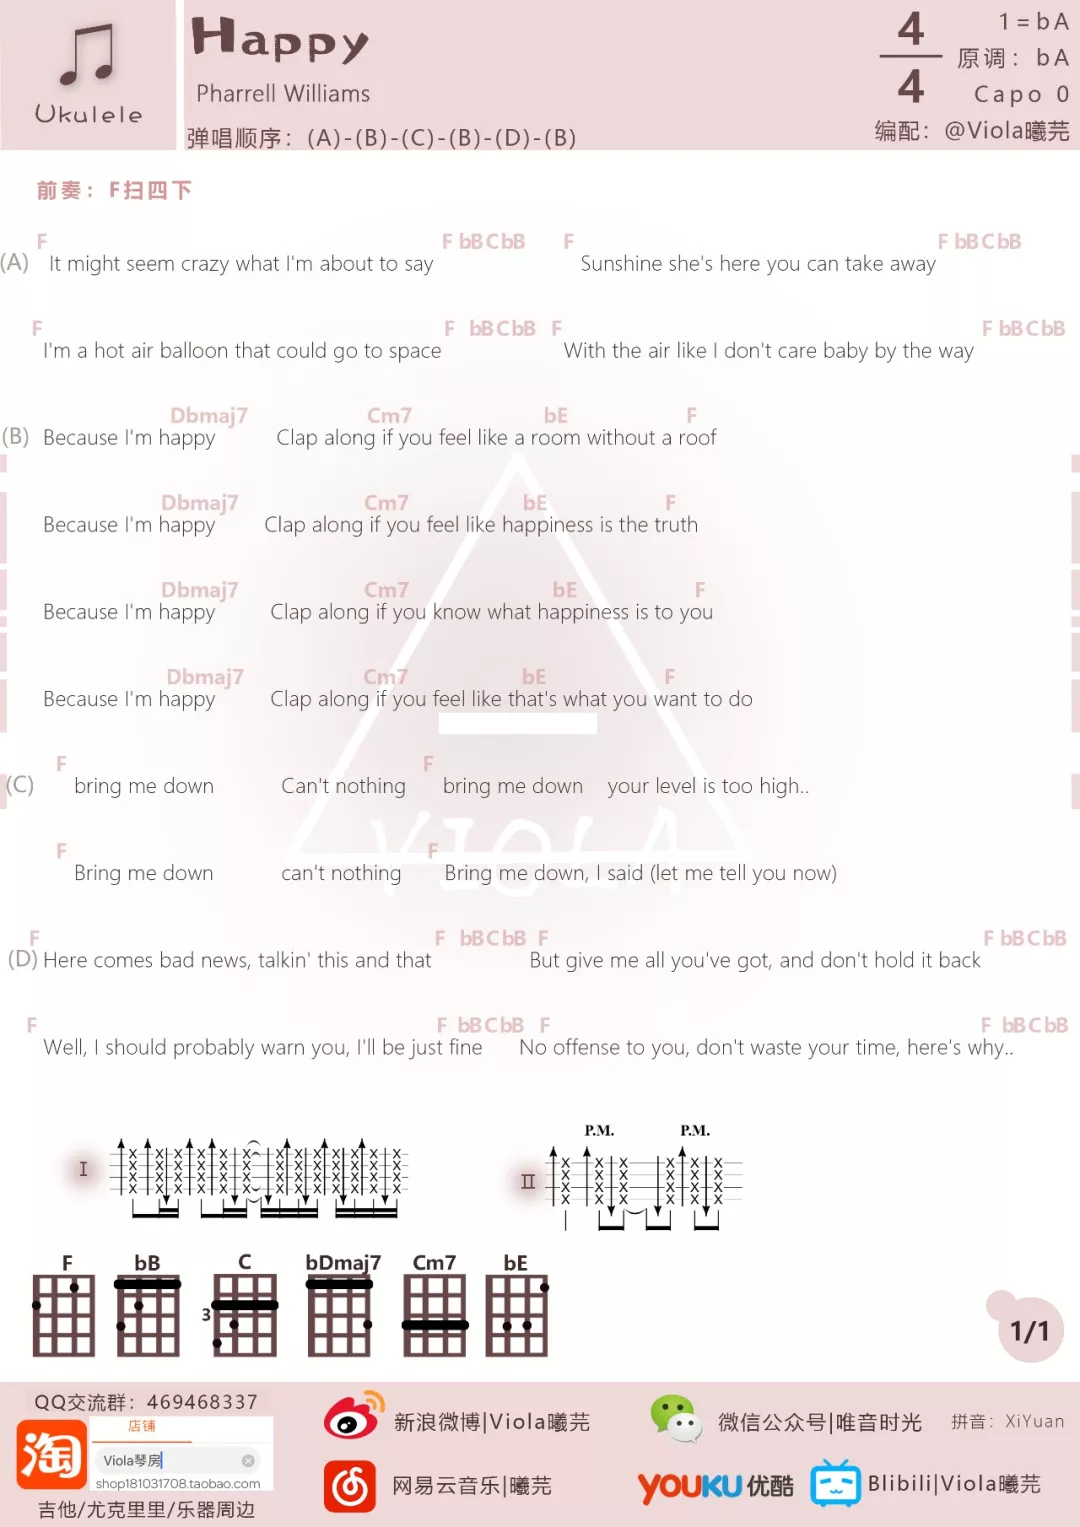 Happy
Ukulele
Pharrell Williams
弹唱顺序：(A)-(B)-(C)-(B)-(D)-(B)
4
4
1=bA
原调：bA
Capo 0
编配：@Viola曦芫
前奏：F扫四下
F F bB C bB F F bB C bB
(A) It might seem crazy what I'm about to say Sunshine she's here you can take away
F F bB C bB F F bB C bB
I'm a hot air balloon that could go to space With the air like I don't care baby by the way
Dbmaj7 Cm7 bE F
(B) Because I'm happy Clap along if you feel like a room without a roof
Dbmaj7 Cm7 bE F
Because I'm happy Clap along if you feel like happiness is the truth
Dbmaj7 Cm7 bE F
Because I'm happy Clap along if you know what happiness is to you
Dbmaj7 Cm7 bE F
Because I'm happy Clap along if you feel like that's what you want to do
F F
(C) bring me down Can't nothing bring me down your level is too high..
VIOLA
F F
Bring me down can't nothing Bring me down, I said (let me tell you now)
F F bB C bB F F bB C bB
(D) Here comes bad news, talkin' this and that But give me all you've got, and don't hold it back
F F bB C bB F F bB C bB
Well, I should probably warn you, I'll be just fine No offense to you, don't waste your time, here's why..
P.M. P.M.
I II
F bB C bDmaj7 Cm7 bE
3
1/1
QQ交流群：469468337
店铺
淘
Viola琴房
shop181031708.taobao.com
吉他/尤克里里/乐器周边
新浪微博|Viola曦芫
网易云音乐|曦芫
微信公众号|唯音时光 拼音：XiYuan
YOUKU优酷
Blibili|Viola曦芫